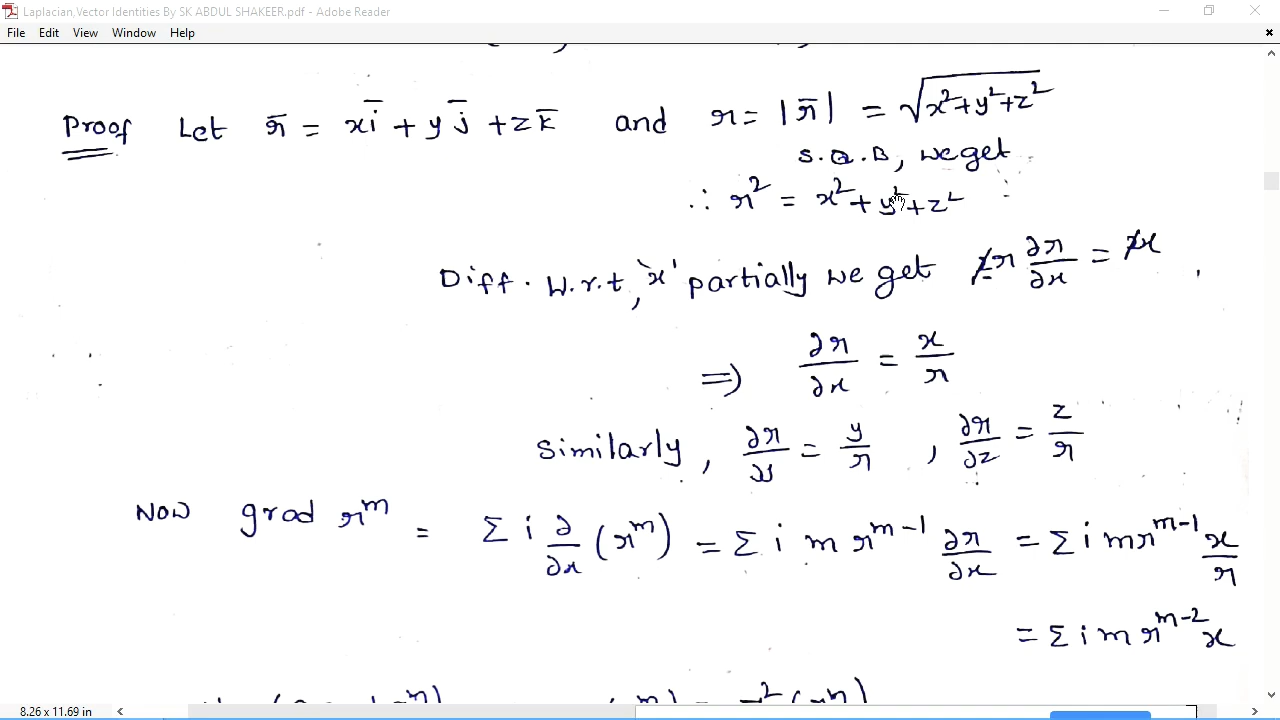 Laplacian,Vector Identities By SK ABDUL SHAKEER.pdf - Adobe Reader
File Edit View Window Help
Proof Let r̄ = xī + yj̄ + zk̄ and r = |r̄| = √(x²+y²+z²)
S.O.B, we get
∴ r² = x²+y²+z²
Diff. w.r.t, 'x' partially we get 2r ∂r/∂x = 2x
=) ∂r/∂x = x/r
Similarly, ∂r/∂y = y/r , ∂r/∂z = z/r
Now grad r^m = Σ i ∂/∂x (r^m) = Σ i m r^(m-1) ∂r/∂x = Σ i m r^(m-1) x/r
= Σ i m r^(m-2) x
8.26 x 11.69 in